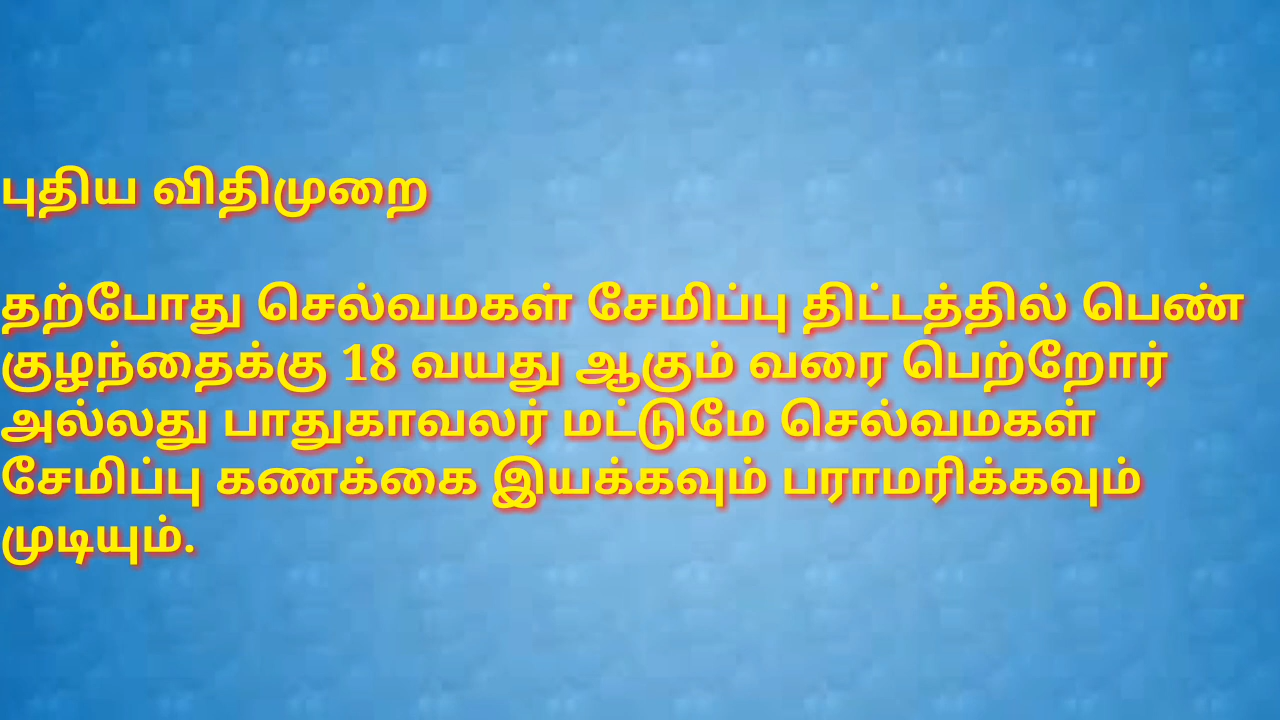 புதிய விதிமுறை
தற்போது செல்வமகள் சேமிப்பு திட்டத்தில் பெண்
குழந்தைக்கு 18 வயது ஆகும் வரை பெற்றோர்
அல்லது பாதுகாவலர் மட்டுமே செல்வமகள்
சேமிப்பு கணக்கை இயக்கவும் பராமரிக்கவும்
முடியும்.